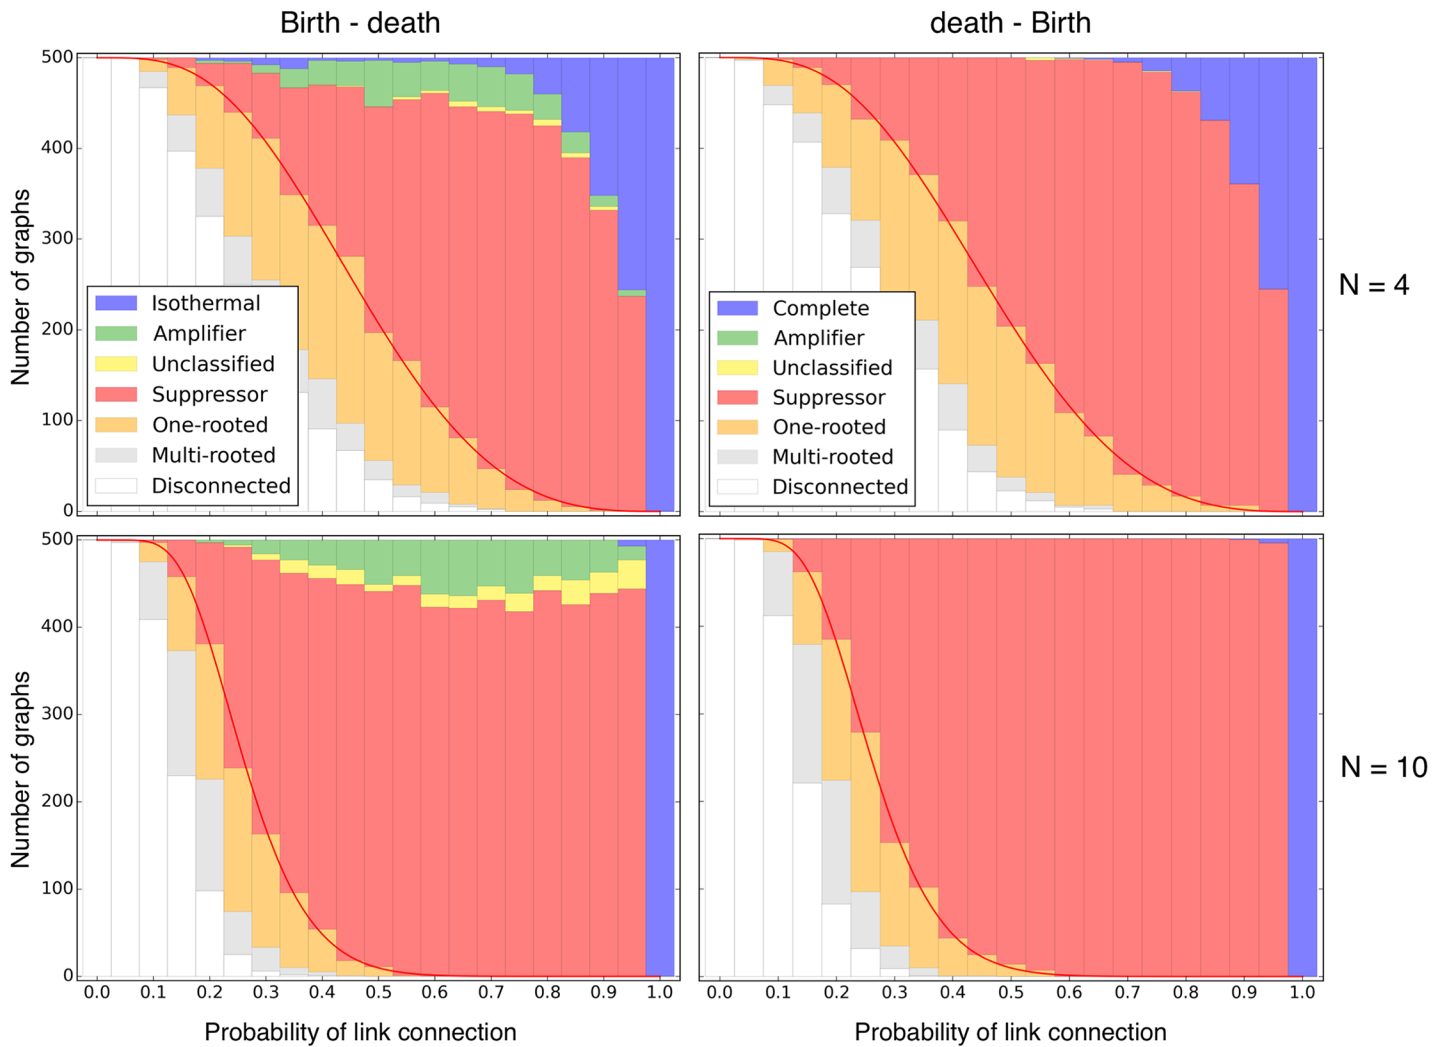 Birth - death
death - Birth
500
400
300
200
100
0
Number of graphs
Isothermal
Amplifier
Unclassified
Suppressor
One-rooted
Multi-rooted
Disconnected
Complete
Amplifier
Unclassified
Suppressor
One-rooted
Multi-rooted
Disconnected
N = 4
500
400
300
200
100
0
Number of graphs
N = 10
0.0 0.1 0.2 0.3 0.4 0.5 0.6 0.7 0.8 0.9 1.0
0.0 0.1 0.2 0.3 0.4 0.5 0.6 0.7 0.8 0.9 1.0
Probability of link connection
Probability of link connection